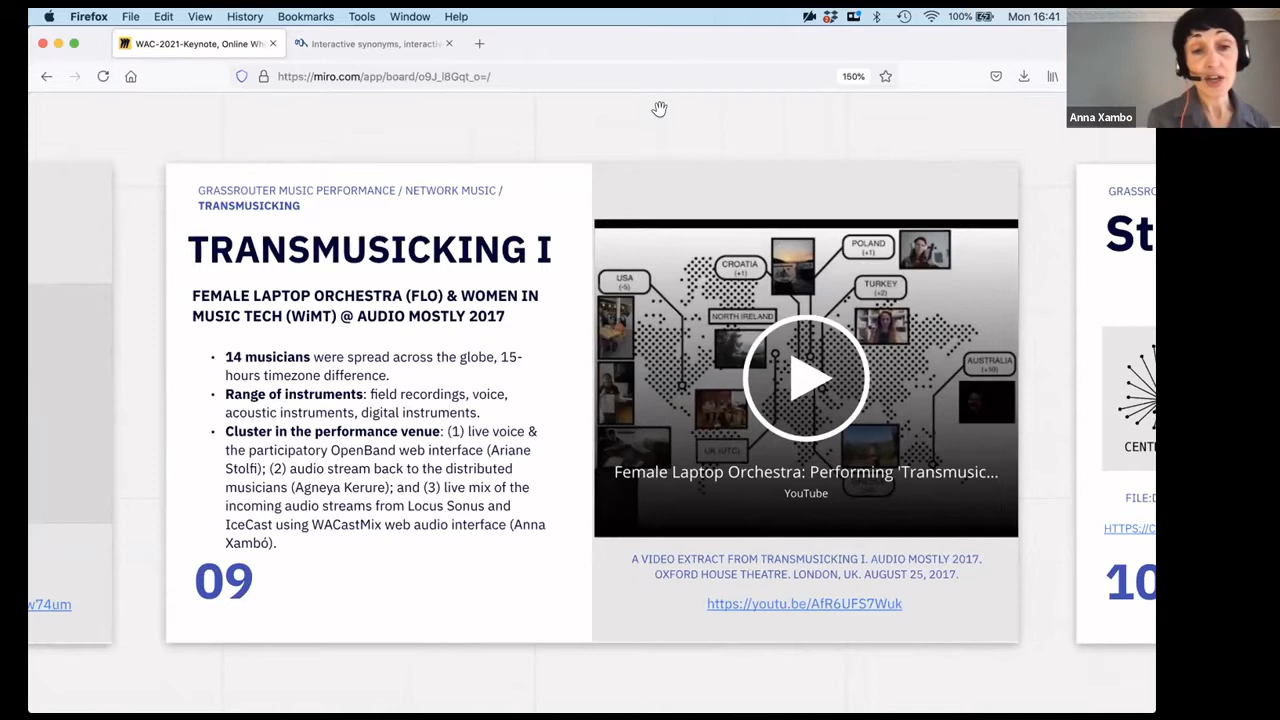 Firefox File Edit View History Bookmarks Tools Window Help 100% Mon 16:41
WAC-2021-Keynote, Online Wh
Interactive synonyms, interactiv
https://miro.com/app/board/o9J_l8Gqt_o=/
150%
Anna Xambo
GRASSROUTER MUSIC PERFORMANCE / NETWORK MUSIC /
TRANSMUSICKING
TRANSMUSICKING I
FEMALE LAPTOP ORCHESTRA (FLO) & WOMEN IN
MUSIC TECH (WiMT) @ AUDIO MOSTLY 2017
• 14 musicians were spread across the globe, 15-
hours timezone difference.
• Range of instruments: field recordings, voice,
acoustic instruments, digital instruments.
• Cluster in the performance venue: (1) live voice &
the participatory OpenBand web interface (Ariane
Stolfi); (2) audio stream back to the distributed
musicians (Agneya Kerure); and (3) live mix of the
incoming audio streams from Locus Sonus and
IceCast using WACastMix web audio interface (Anna
Xambó).
09
w74um
USA
(-5)
CROATIA
(+1)
POLAND
(+1)
TURKEY
(+2)
NORTH IRELAND
AUSTRALIA
(+10)
UK (UTC)
Female Laptop Orchestra: Performing 'Transmusic...
YouTube
A VIDEO EXTRACT FROM TRANSMUSICKING I. AUDIO MOSTLY 2017.
OXFORD HOUSE THEATRE. LONDON, UK. AUGUST 25, 2017.
https://youtu.be/AfR6UFS7Wuk
GRASSRO
St
CENT
FILE:D
HTTPS://C
10